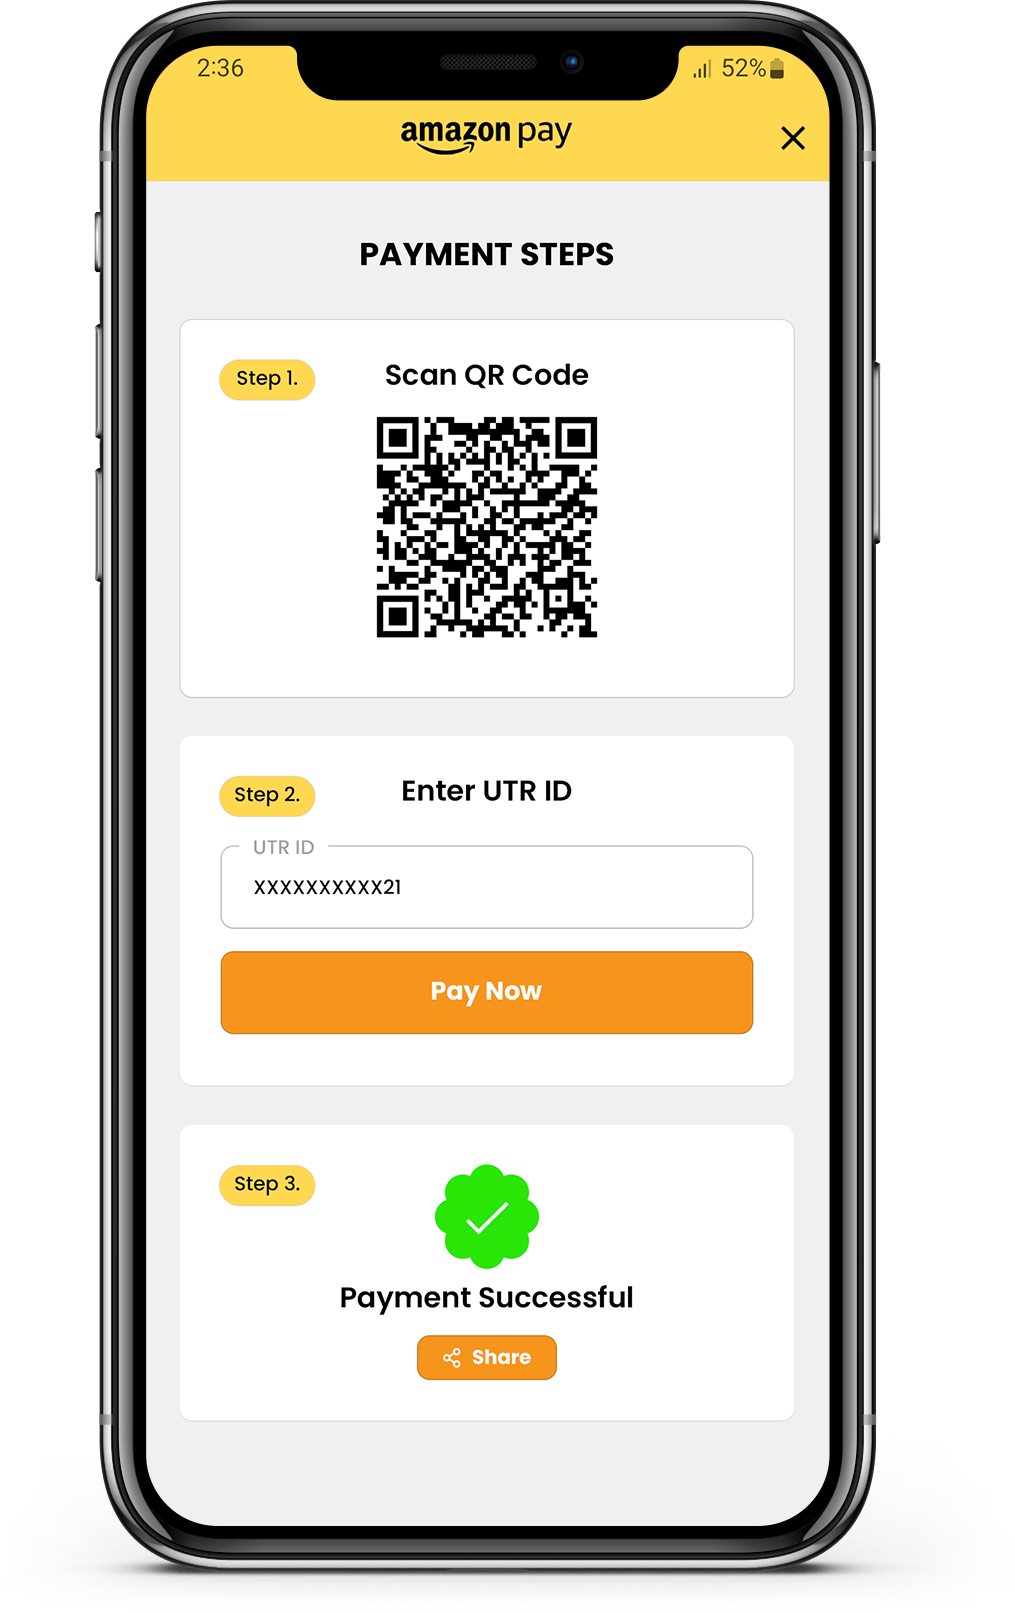 2:36
52%
amazon pay
PAYMENT STEPS
Step 1.
Scan QR Code
Step 2.
Enter UTR ID
UTR ID
XXXXXXXXXX21
Pay Now
Step 3.
Payment Successful
Share